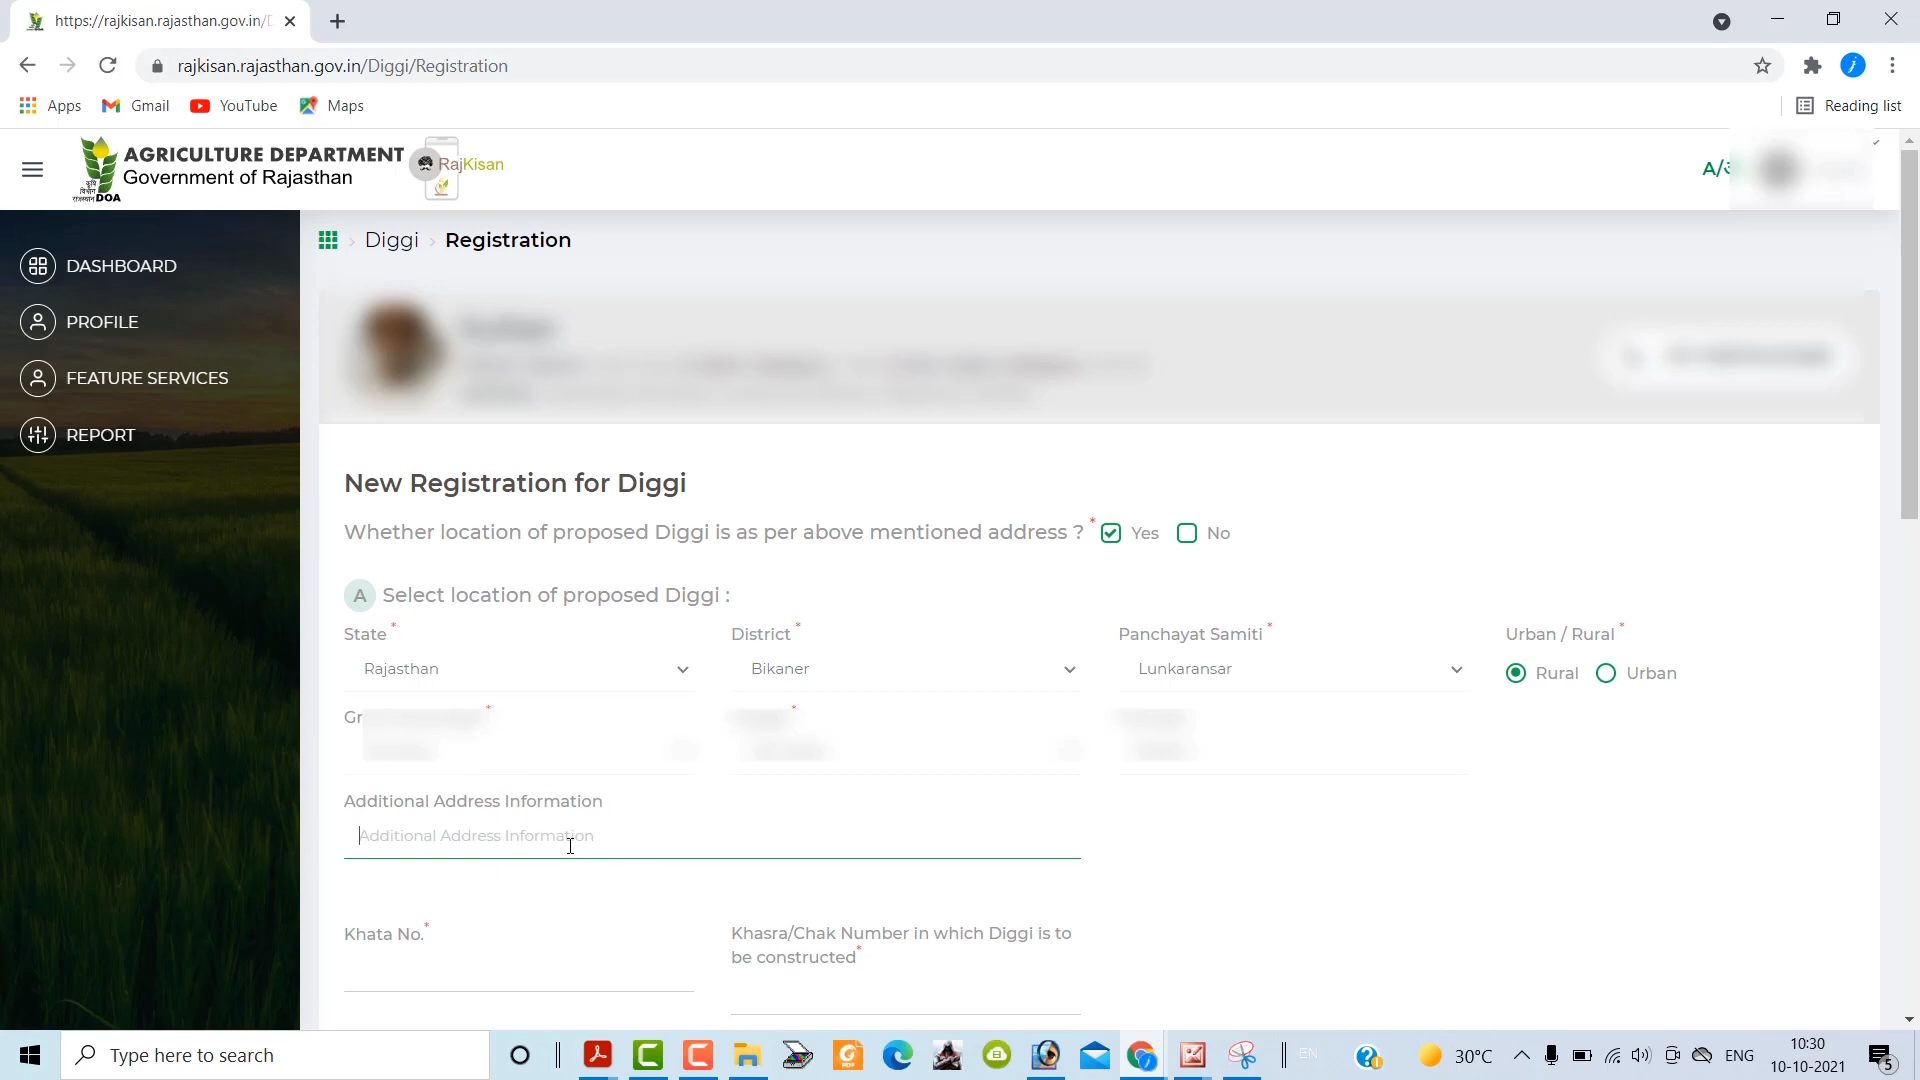 https://rajkisan.rajasthan.gov.in/D
rajkisan.rajasthan.gov.in/Diggi/Registration
Apps
Gmail
YouTube
Maps
Reading list
AGRICULTURE DEPARTMENT
Government of Rajasthan
कृषि
विभाग
राजस्थान DOA
RajKisan
A/
DASHBOARD
PROFILE
FEATURE SERVICES
REPORT
Diggi > Registration
New Registration for Diggi
Whether location of proposed Diggi is as per above mentioned address ? * Yes No
A Select location of proposed Diggi :
State * District * Panchayat Samiti * Urban / Rural *
Rajasthan Bikaner Lunkaransar Rural Urban
Gr
Additional Address Information
Additional Address Information
Khata No.* Khasra/Chak Number in which Diggi is to
be constructed*
Type here to search
EN
30°C
ENG
10:30
10-10-2021
5